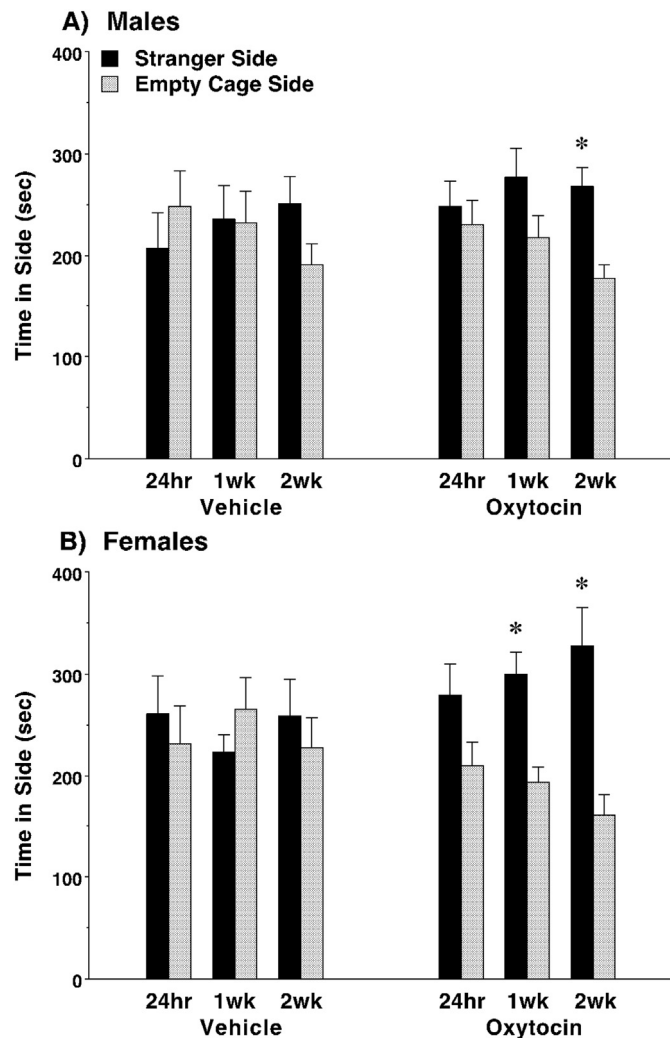 A) Males
400
Stranger Side
Empty Cage Side
300
*
200
100
0
Time in Side (sec)
24hr 1wk 2wk 24hr 1wk 2wk
Vehicle Oxytocin
B) Females
400
*
*
300
200
100
0
Time in Side (sec)
24hr 1wk 2wk 24hr 1wk 2wk
Vehicle Oxytocin